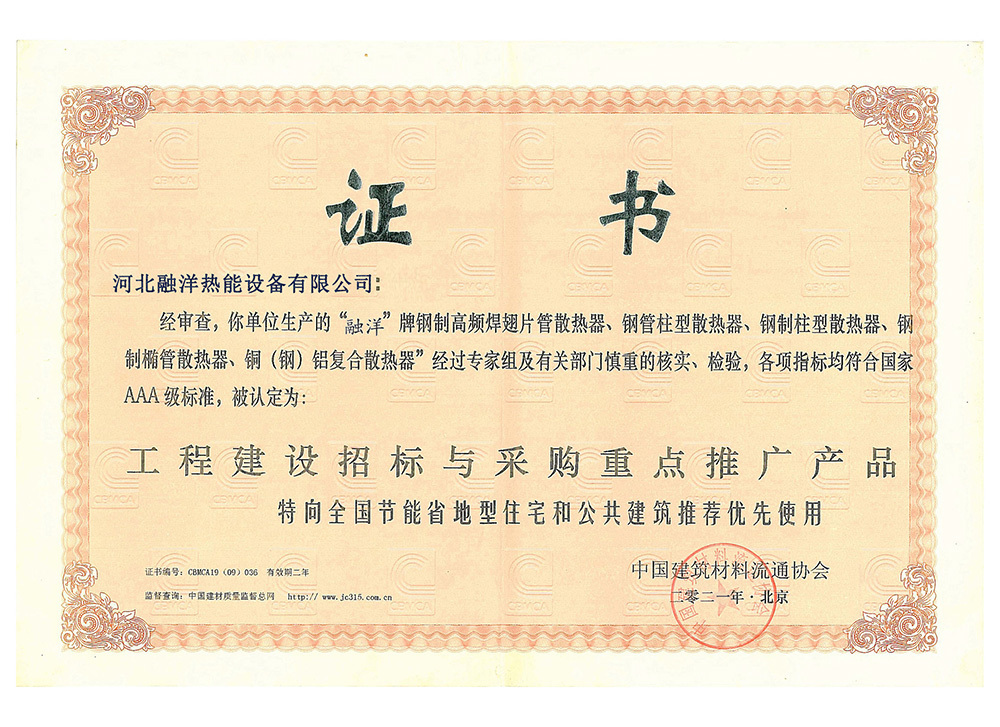 证书
河北融洋热能设备有限公司：
经审查，你单位生产的“融洋”牌钢制高频焊翅片管散热器、钢管柱型散热器、钢制柱型散热器、钢
制椭管散热器、铜（钢）铝复合散热器”经过专家组及有关部门慎重的核实、检验，各项指标均符合国家
AAA级标准，被认定为：
工程建设招标与采购重点推广产品
特向全国节能省地型住宅和公共建筑推荐优先使用
证书编号：CBMCA19（09）036 有效期二年
监督查询：中国建材质量监督总网 http:// www.jc315.com.cn
中国建筑材料流通协会
二零二一年·北京